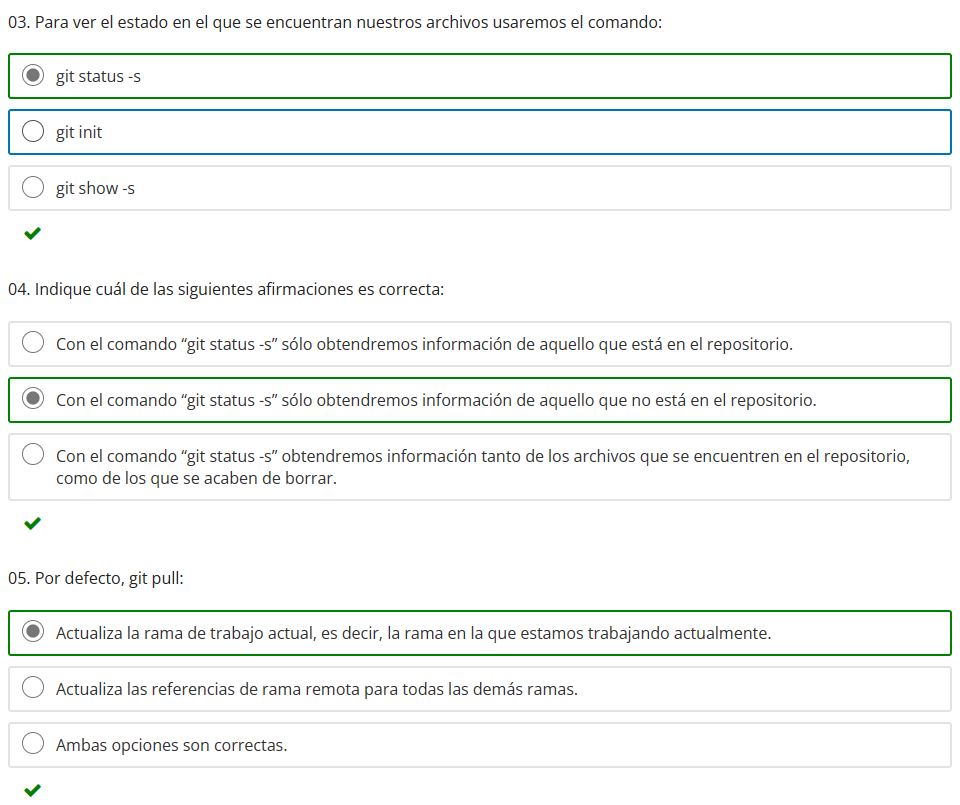 03. Para ver el estado en el que se encuentran nuestros archivos usaremos el comando:
git status -s
git init
git show -s
04. Indique cuál de las siguientes afirmaciones es correcta:
Con el comando “git status -s” sólo obtendremos información de aquello que está en el repositorio.
Con el comando “git status -s” sólo obtendremos información de aquello que no está en el repositorio.
Con el comando “git status -s” obtendremos información tanto de los archivos que se encuentren en el repositorio,
como de los que se acaben de borrar.
05. Por defecto, git pull:
Actualiza la rama de trabajo actual, es decir, la rama en la que estamos trabajando actualmente.
Actualiza las referencias de rama remota para todas las demás ramas.
Ambas opciones son correctas.